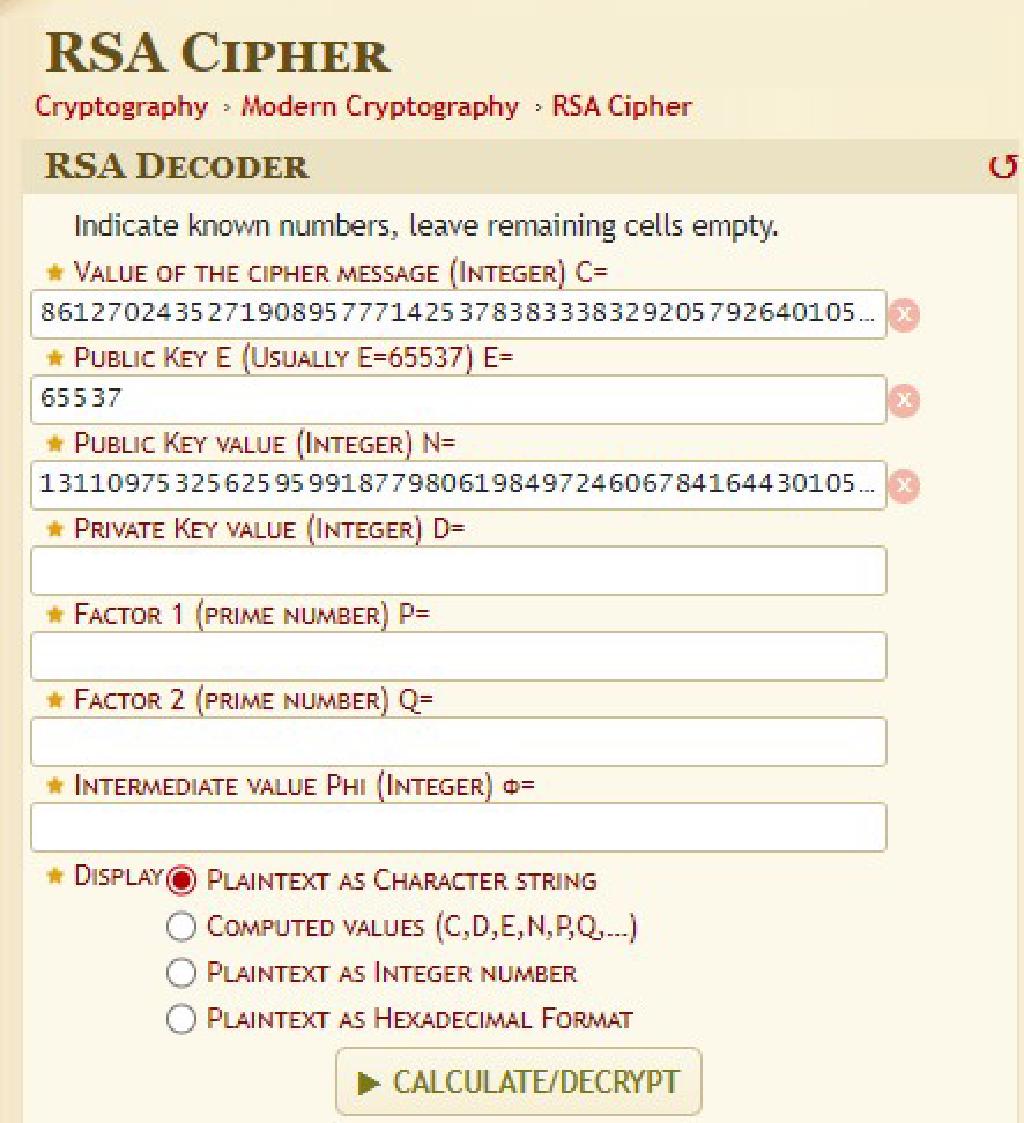 RSA CIPHER
Cryptography › Modern Cryptography › RSA Cipher
RSA DECODER
Indicate known numbers, leave remaining cells empty.
★ VALUE OF THE CIPHER MESSAGE (INTEGER) C=
861270243527190895777142537838333832920579264​0105…
★ PUBLIC KEY E (USUALLY E=65537) E=
65537
★ PUBLIC KEY VALUE (INTEGER) N=
1311097532562595991877980619849724606784164430105…
★ PRIVATE KEY VALUE (INTEGER) D=
★ FACTOR 1 (PRIME NUMBER) P=
★ FACTOR 2 (PRIME NUMBER) Q=
★ INTERMEDIATE VALUE PHI (INTEGER) Φ=
★ DISPLAY PLAINTEXT AS CHARACTER STRING
COMPUTED VALUES (C,D,E,N,P,Q,…)
PLAINTEXT AS INTEGER NUMBER
PLAINTEXT AS HEXADECIMAL FORMAT
▶ CALCULATE/DECRYPT